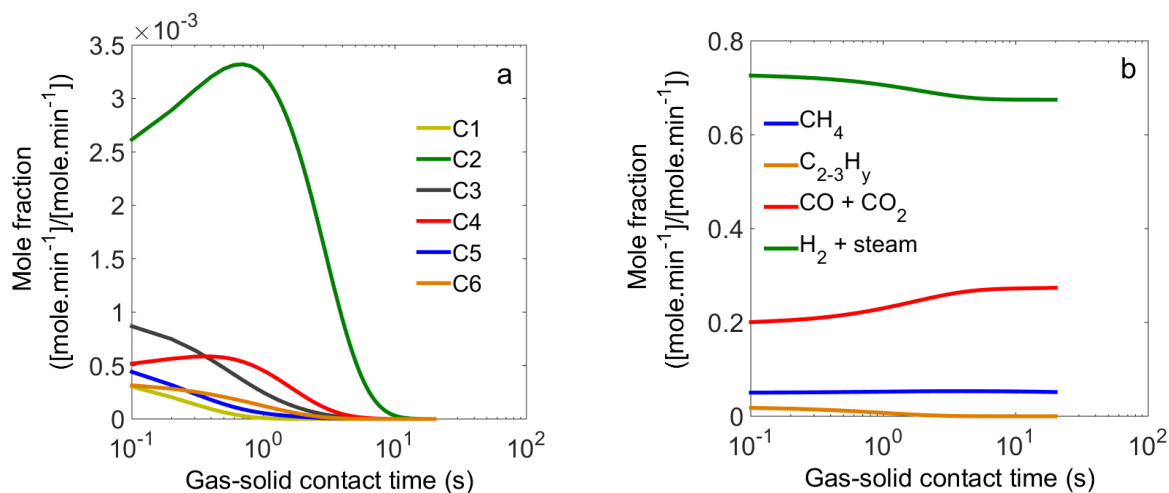 ×10⁻³
3.5
3
2.5
2
1.5
1
0.5
0
10⁻¹
10⁰
10¹
10²
Mole fraction
([mole.min⁻¹]/[mole.min⁻¹])
Gas-solid contact time (s)
a
C1
C2
C3
C4
C5
C6
0.8
0.6
0.4
0.2
0
10⁻¹
10⁰
10¹
10²
Mole fraction
([mole.min⁻¹]/[mole.min⁻¹])
Gas-solid contact time (s)
b
CH₄
C₂₋₃Hᵧ
CO + CO₂
H₂ + steam